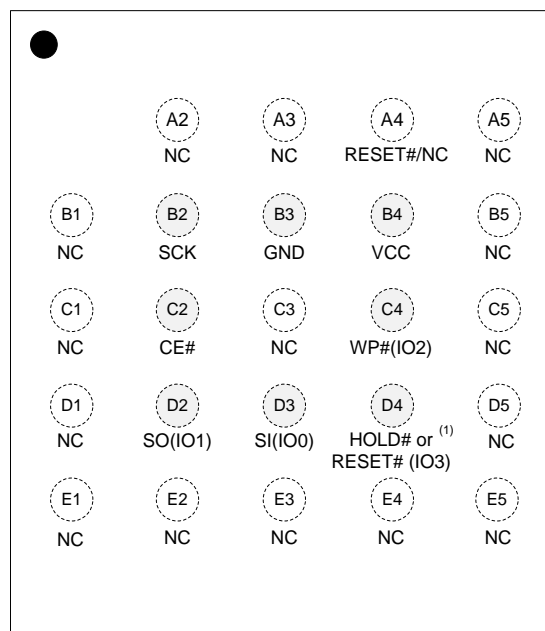 A2 A3 A4 A5
NC NC RESET#/NC NC
B1 B2 B3 B4 B5
NC SCK GND VCC NC
C1 C2 C3 C4 C5
NC CE# NC WP#(IO2) NC
D1 D2 D3 D4 D5
NC SO(IO1) SI(IO0) HOLD# or (1) NC
RESET# (IO3)
E1 E2 E3 E4 E5
NC NC NC NC NC